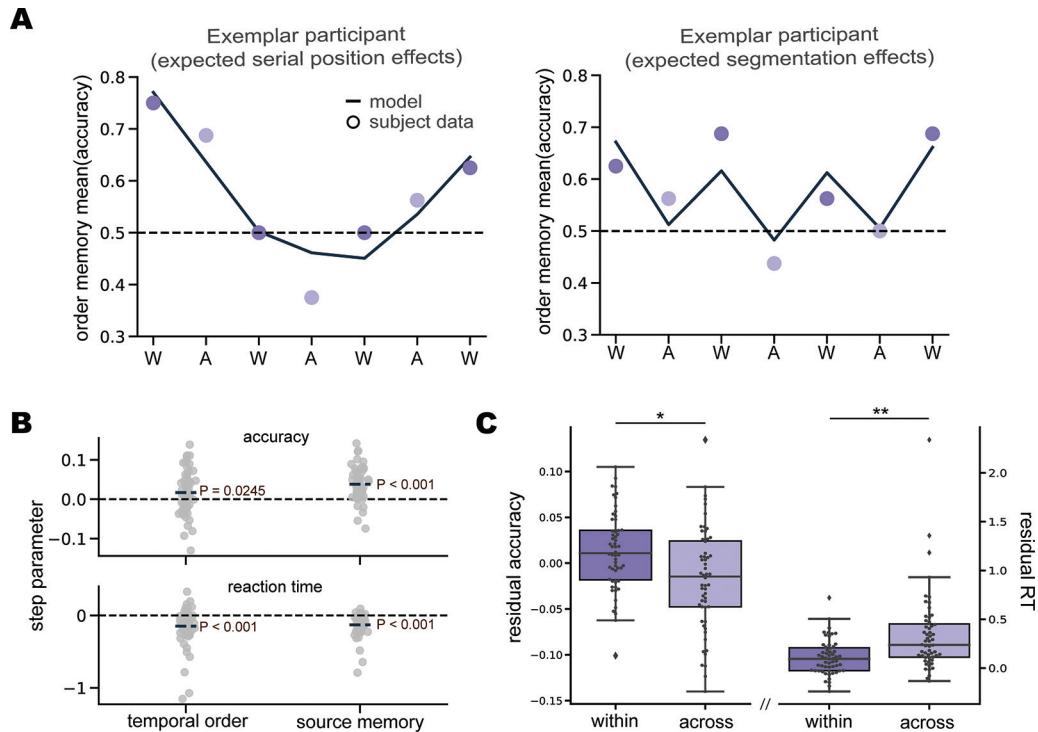 A
Exemplar participant
(expected serial position effects)
order memory mean(accuracy)
0.8
0.7
0.6
0.5
0.4
0.3
model
subject data
W A W A W A W
Exemplar participant
(expected segmentation effects)
order memory mean(accuracy)
0.8
0.7
0.6
0.5
0.4
0.3
W A W A W A W
B
step parameter
accuracy
0.1
0.0
−0.1
P = 0.0245
P < 0.001
reaction time
0
−1
P < 0.001
P < 0.001
temporal order source memory
C
residual accuracy
0.10
0.05
0.00
−0.05
−0.10
−0.15
*
**
2.0
1.5
1.0
0.5
0.0
residual RT
within across // within across